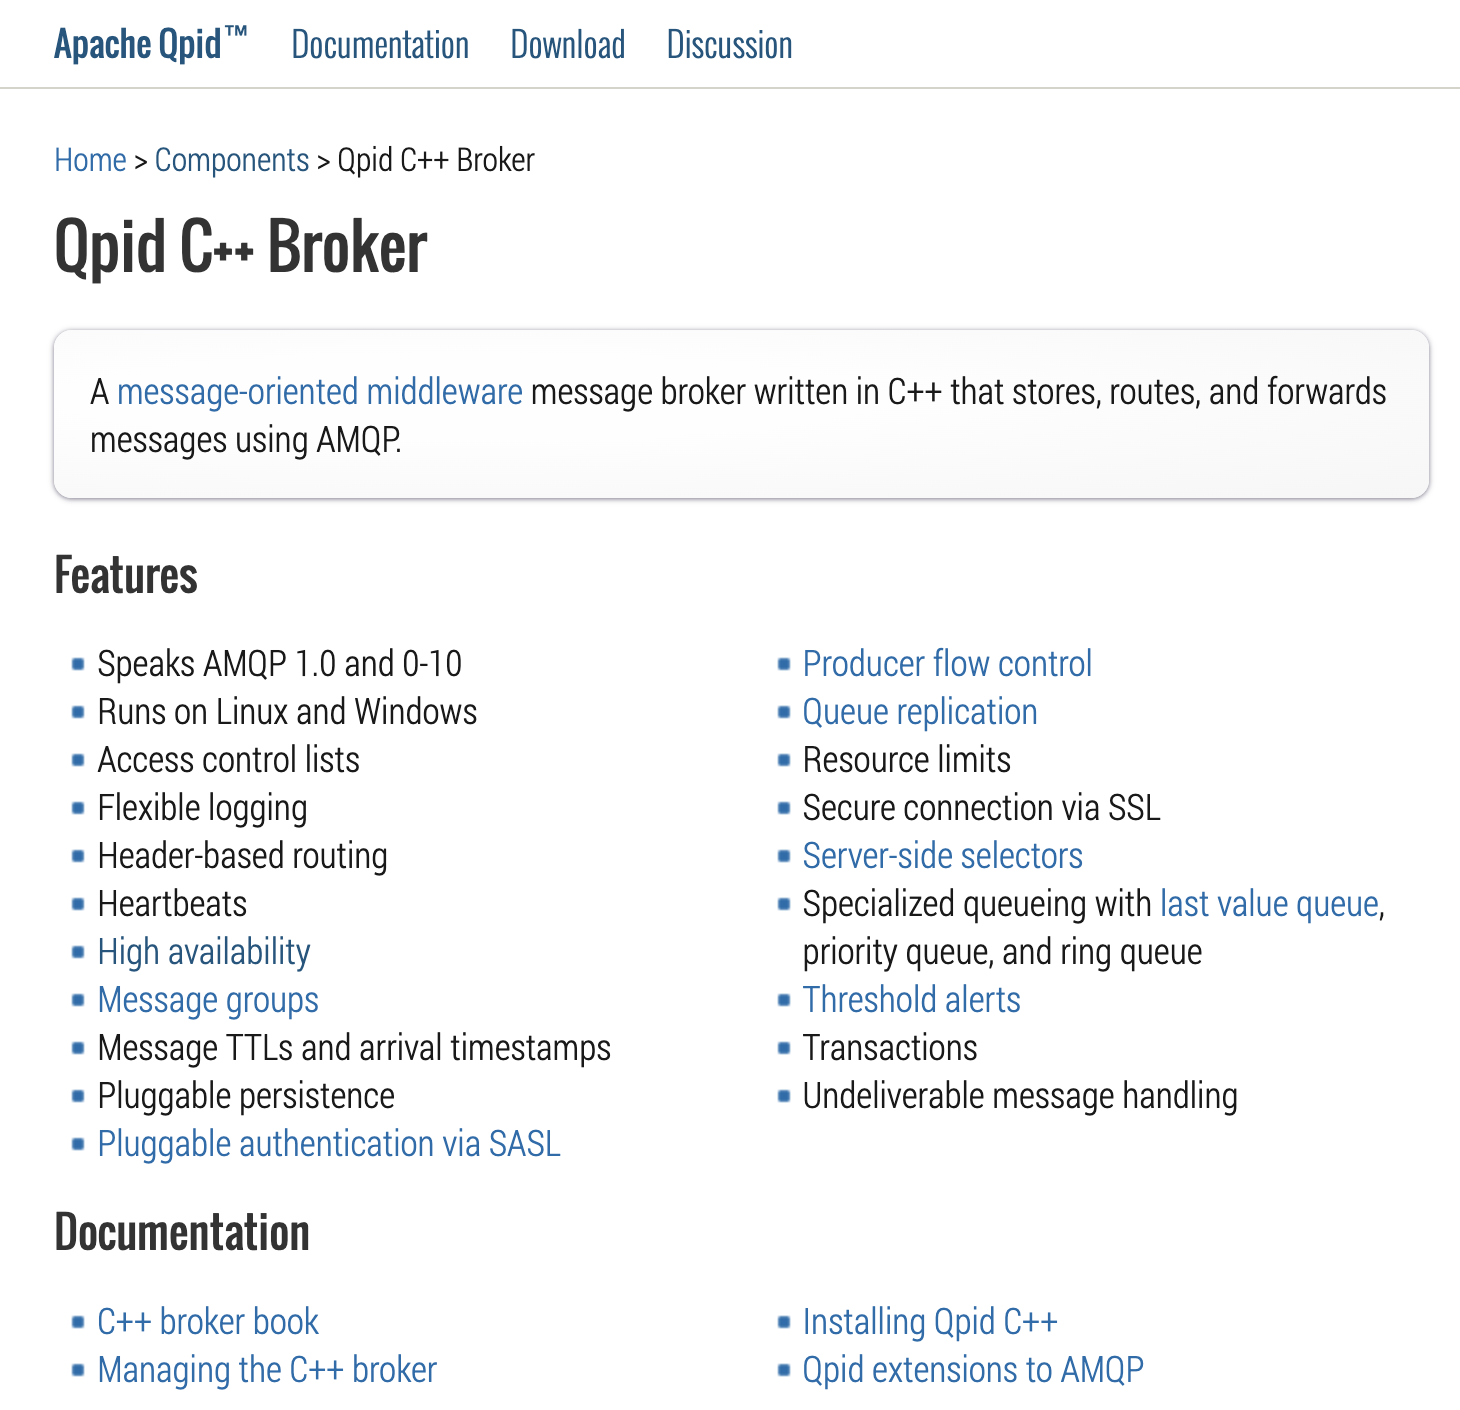 Apache Qpid™ Documentation Download Discussion
Home > Components > Qpid C++ Broker
Qpid C++ Broker
A message-oriented middleware message broker written in C++ that stores, routes, and forwards
messages using AMQP.
Features
Speaks AMQP 1.0 and 0-10
Runs on Linux and Windows
Access control lists
Flexible logging
Header-based routing
Heartbeats
High availability
Message groups
Message TTLs and arrival timestamps
Pluggable persistence
Pluggable authentication via SASL
Producer flow control
Queue replication
Resource limits
Secure connection via SSL
Server-side selectors
Specialized queueing with last value queue,
priority queue, and ring queue
Threshold alerts
Transactions
Undeliverable message handling
Documentation
C++ broker book
Managing the C++ broker
Installing Qpid C++
Qpid extensions to AMQP